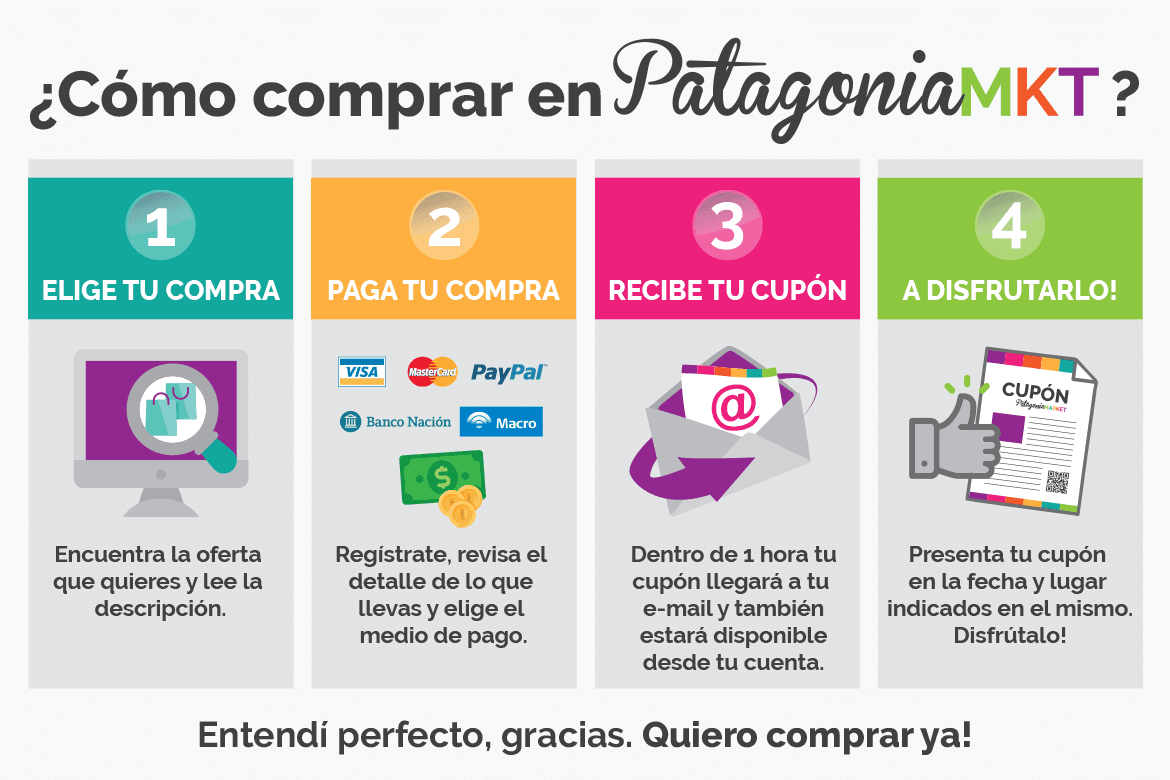 ¿Cómo comprar en PatagoniaMKT ?
1
ELIGE TU COMPRA
Encuentra la oferta
que quieres y lee la
descripción.
2
PAGA TU COMPRA
VISA
MasterCard
PayPal
Banco Nación
Macro
$
Regístrate, revisa el
detalle de lo que
llevas y elige el
medio de pago.
3
RECIBE TU CUPÓN
@
Dentro de 1 hora tu
cupón llegará a tu
e-mail y también
estará disponible
desde tu cuenta.
4
A DISFRUTARLO!
CUPÓN
PatagoniaMARKET
Presenta tu cupón
en la fecha y lugar
indicados en el mismo.
Disfrútalo!
Entendí perfecto, gracias. Quiero comprar ya!